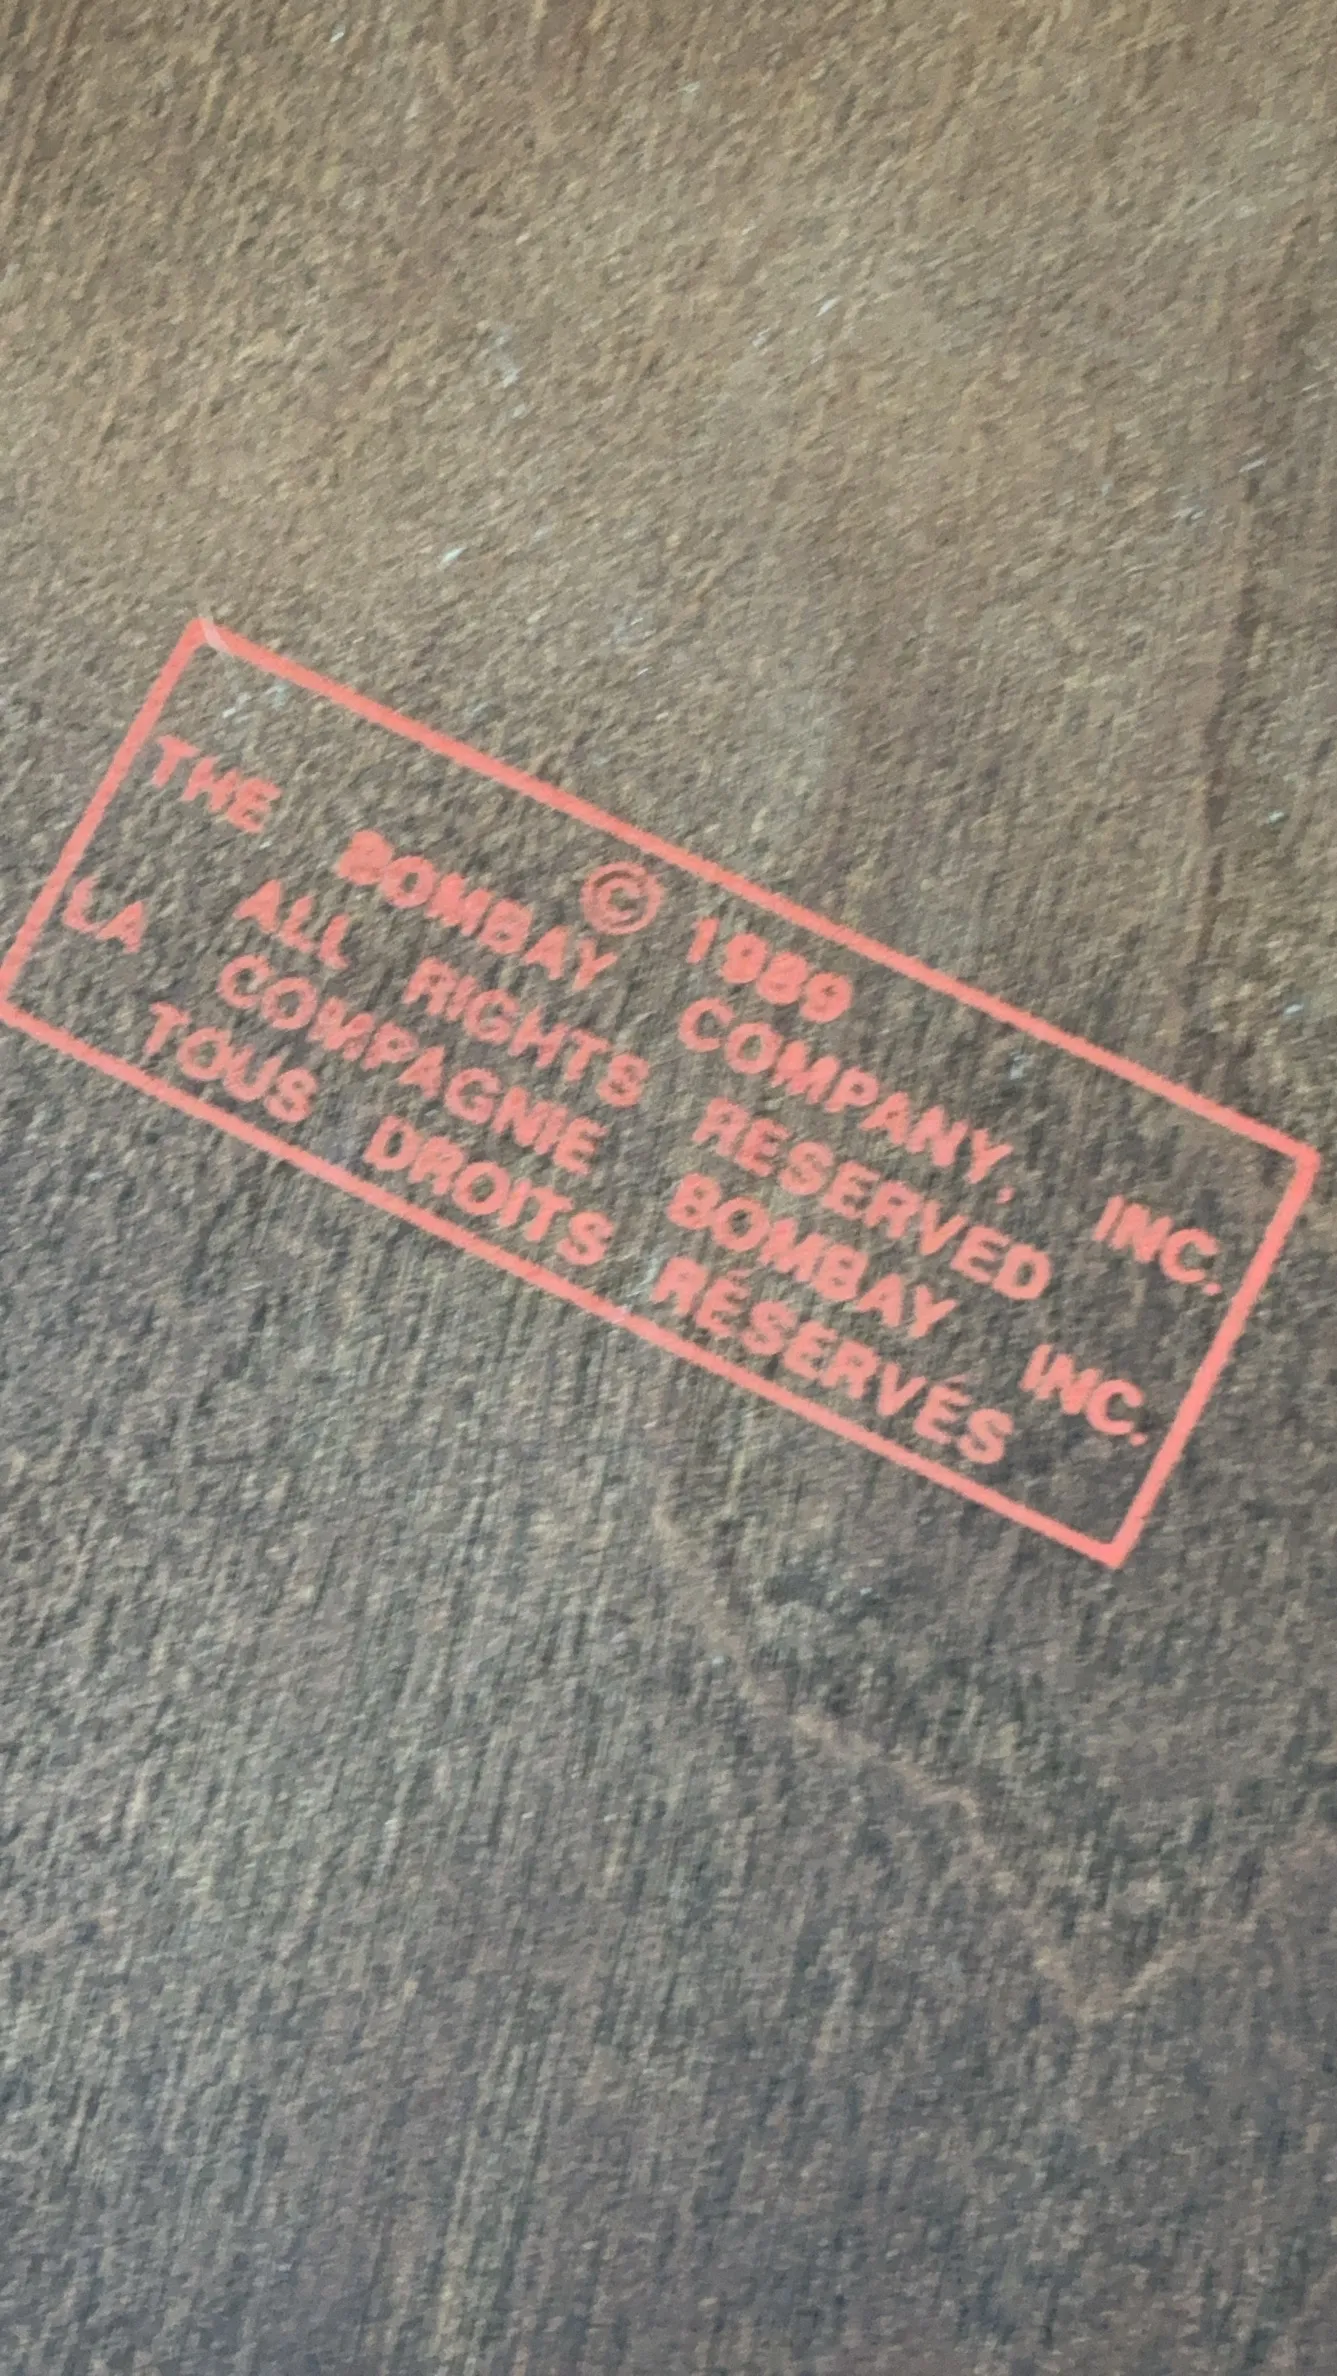 © 1989
THE BOMBAY COMPANY, INC.
ALL RIGHTS RESERVED
LA COMPAGNIE BOMBAY INC.
TOUS DROITS RÉSERVÉS